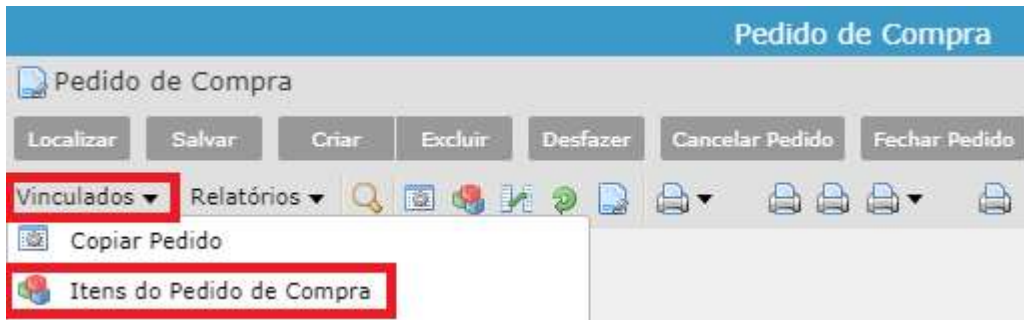 Pedido de Compra
Pedido de Compra
Localizar Salvar Criar Excluir Desfazer Cancelar Pedido Fechar Pedido
Vinculados Relatórios
Copiar Pedido
Itens do Pedido de Compra